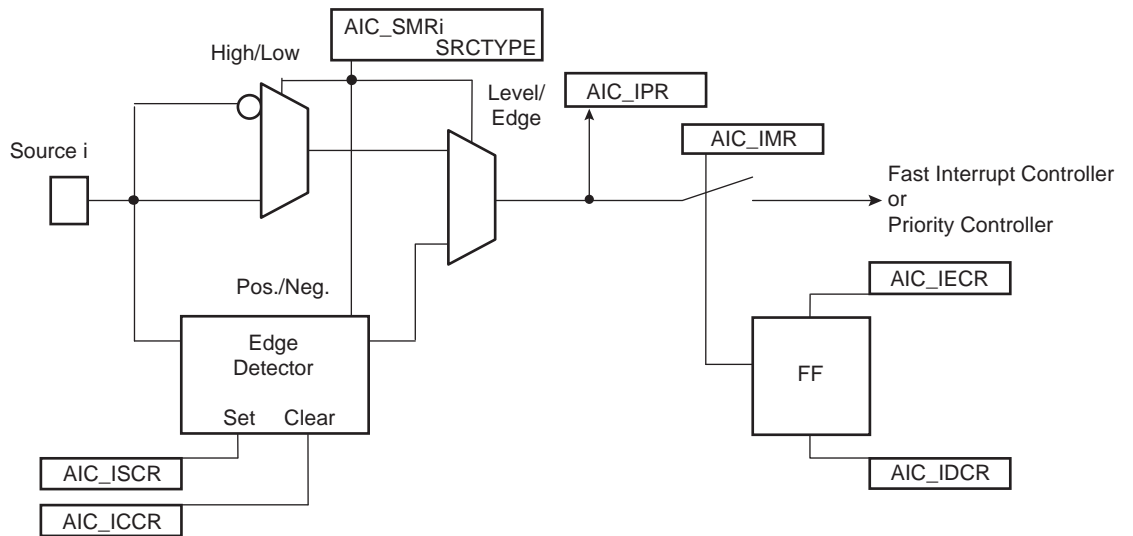 AIC_SMRi
SRCTYPE
High/Low
Level/
Edge
AIC_IPR
AIC_IMR
Source i
Fast Interrupt Controller
or
Priority Controller
Pos./Neg.
AIC_IECR
Edge
Detector
FF
Set Clear
AIC_ISCR
AIC_IDCR
AIC_ICCR